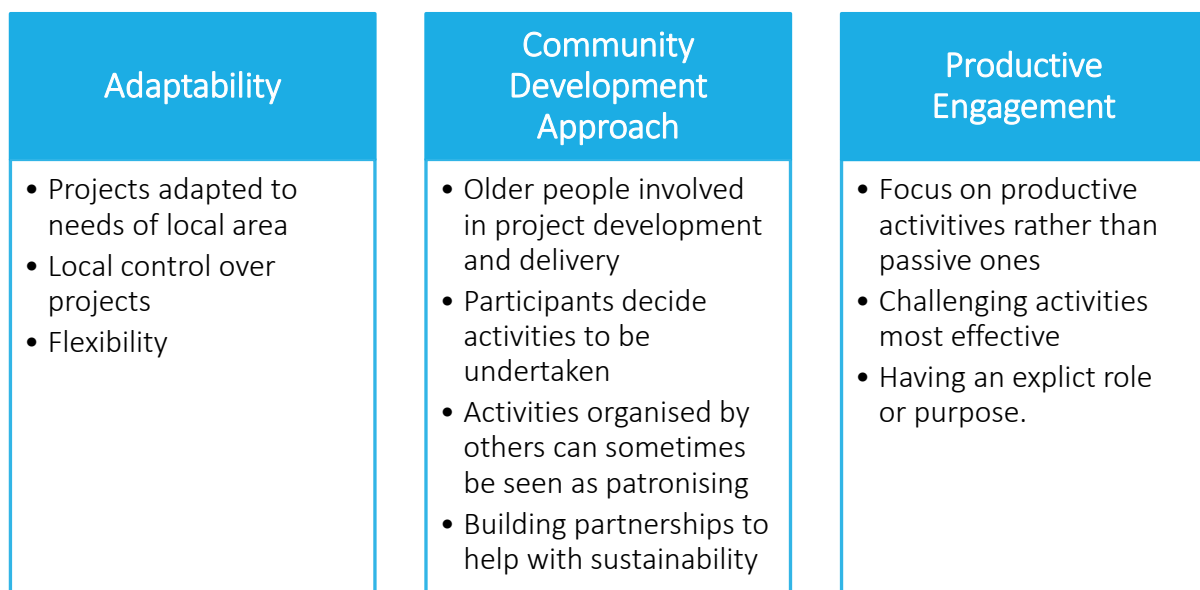 Adaptability
• Projects adapted to
needs of local area
• Local control over
projects
• Flexibility
Community
Development
Approach
• Older people involved
in project development
and delivery
• Participants decide
activities to be
undertaken
• Activities organised by
others can sometimes
be seen as patronising
• Building partnerships to
help with sustainability
Productive
Engagement
• Focus on productive
activitives rather than
passive ones
• Challenging activities
most effective
• Having an explict role
or purpose.